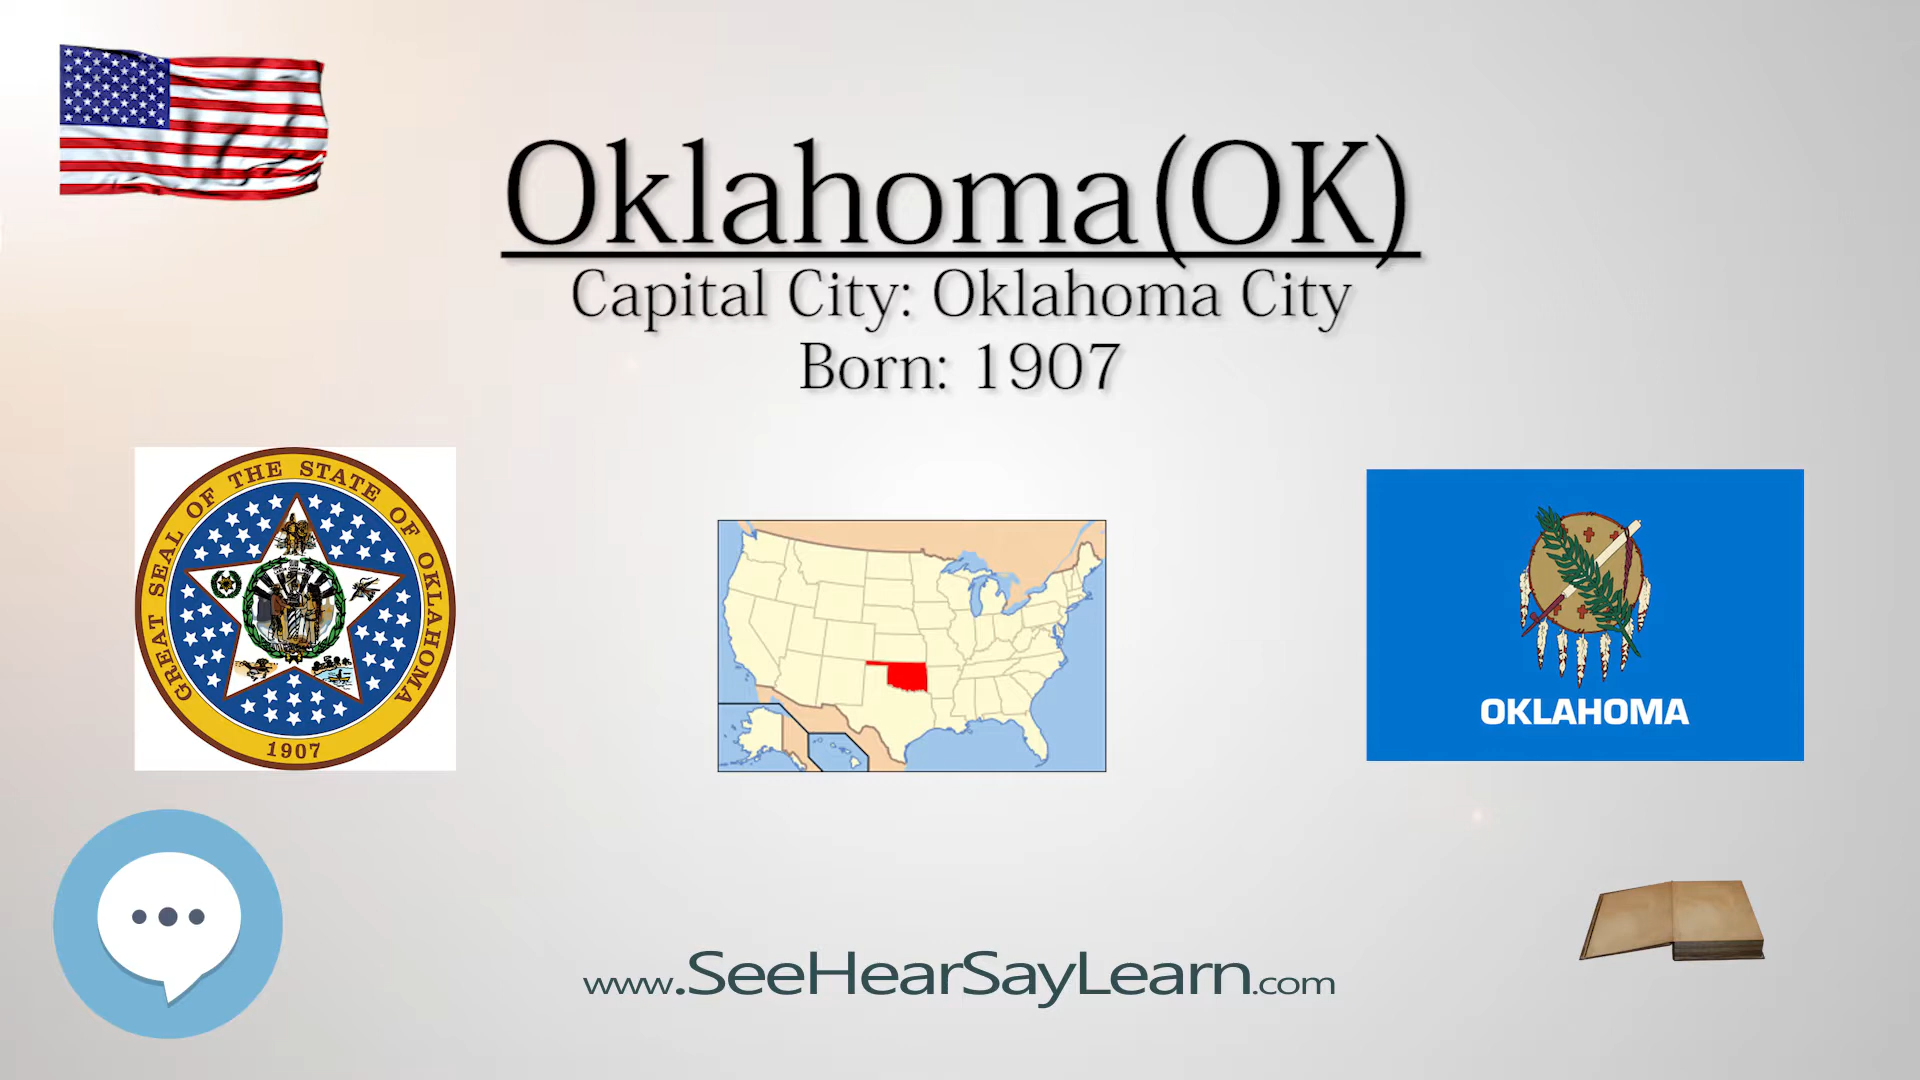 Oklahoma(OK)
Capital City: Oklahoma City
Born: 1907
GREAT SEAL OF THE STATE OF OKLAHOMA
1907
OKLAHOMA
www.SeeHearSayLearn.com